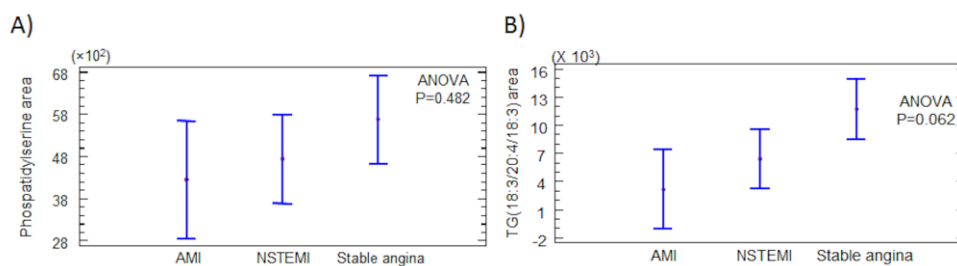 A)
(×10²)
Phospatidylserine area
68
58
48
38
28
ANOVA
P=0.482
AMI NSTEMI Stable angina
B)
(X 10³)
TG(18:3/20:4/18:3) area
16
13
10
7
4
1
-2
ANOVA
P=0.062
AMI NSTEMI Stable angina